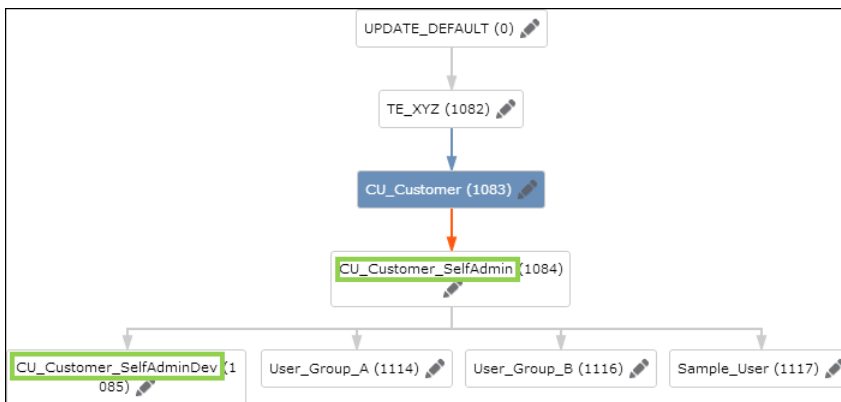 UPDATE_DEFAULT (0)
TE_XYZ (1082)
CU_Customer (1083)
CU_Customer_SelfAdmin (1084)
CU_Customer_SelfAdminDev (1
085)
User_Group_A (1114)
User_Group_B (1116)
Sample_User (1117)